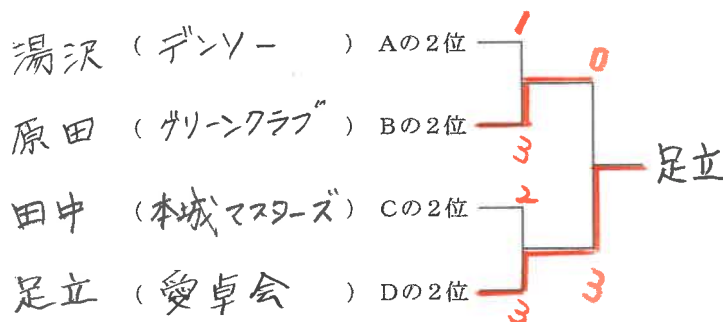 湯沢 (デンソー) Aの2位 1
0
原田 (グリーンクラブ) Bの2位 3
足立
田中 (本城マスターズ) Cの2位 2
足立 (愛卓会) Dの2位 3
3